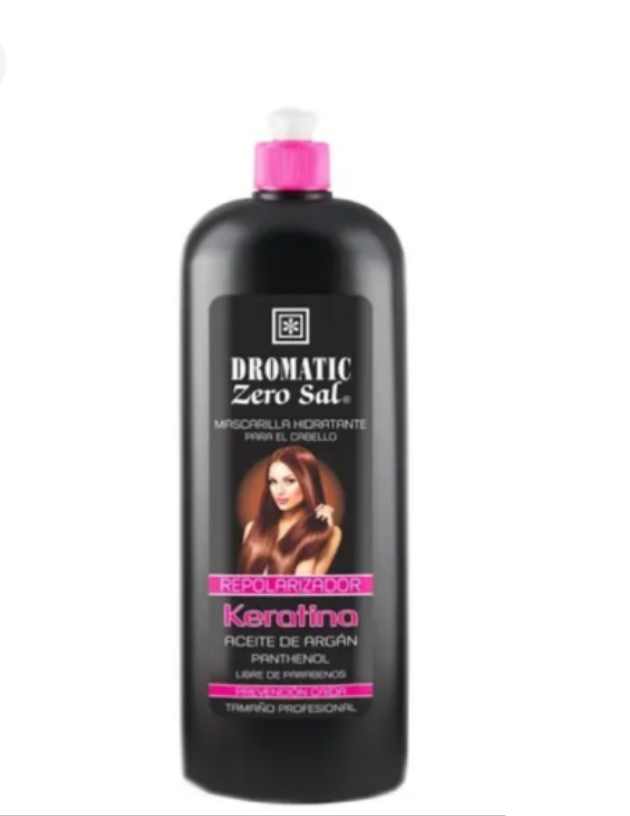 DROMATIC
Zero Sal®
MASCARILLA HIDRATANTE
PARA EL CABELLO
REPOLARIZADOR
Keratina
ACEITE DE ARGÁN
PANTHENOL
LIBRE DE PARABENOS
PREVENCIÓN CAÍDA
TAMAÑO PROFESIONAL